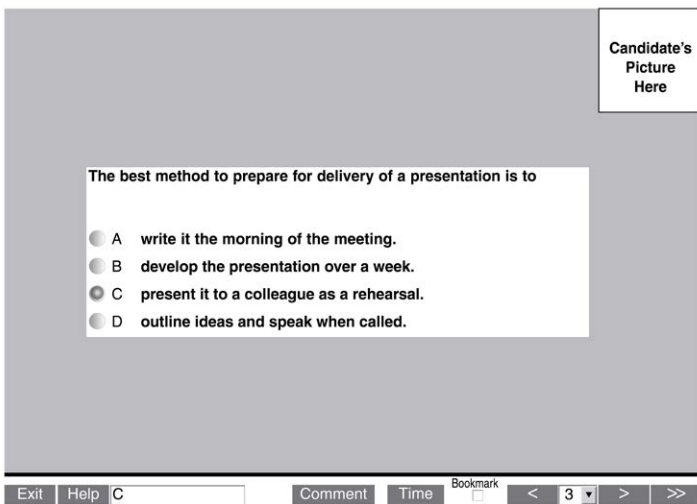 Candidate's
Picture
Here
The best method to prepare for delivery of a presentation is to
A write it the morning of the meeting.
B develop the presentation over a week.
C present it to a colleague as a rehearsal.
D outline ideas and speak when called.
Exit Help C Comment Time Bookmark < 3 > >>